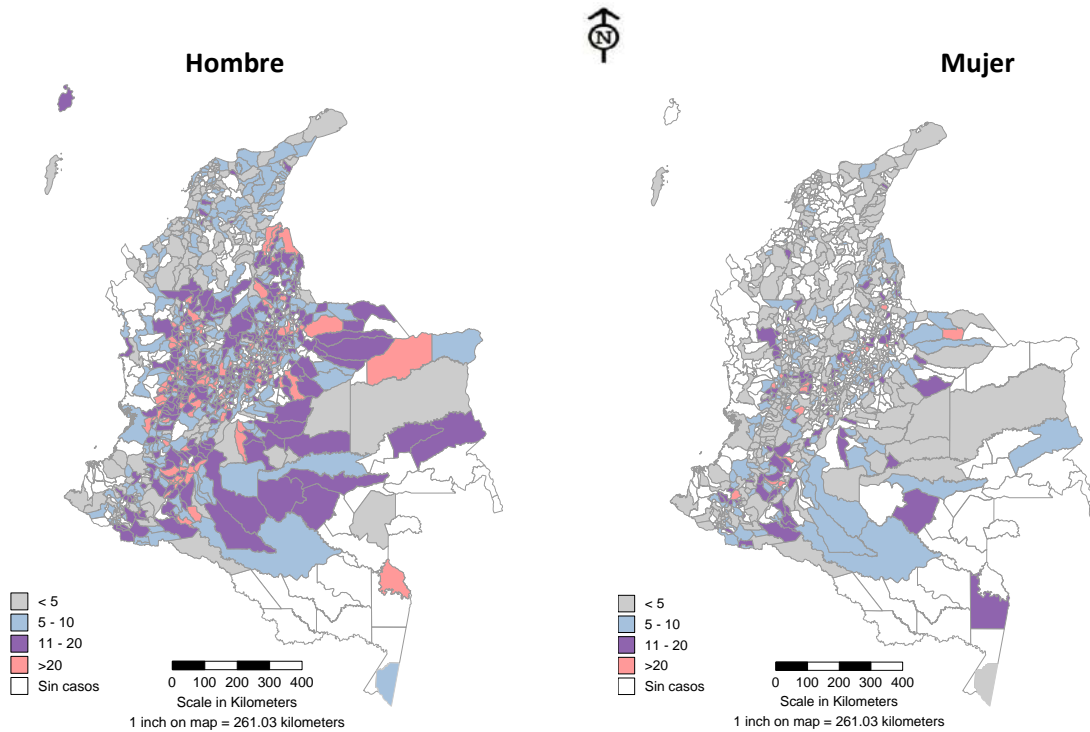 N
Hombre
Mujer
< 5
5 - 10
11 - 20
>20
Sin casos
0 100 200 300 400
Scale in Kilometers
1 inch on map = 261.03 kilometers
< 5
5 - 10
11 - 20
>20
Sin casos
0 100 200 300 400
Scale in Kilometers
1 inch on map = 261.03 kilometers